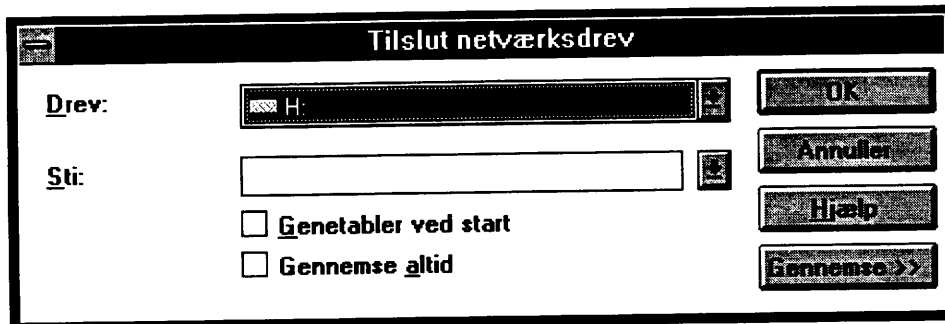 Tilslut netværksdrev
Drev:
H:
OK
Annuller
Sti:
Hjælp
Genetabler ved start
Gennemse altid
Gennemse >>